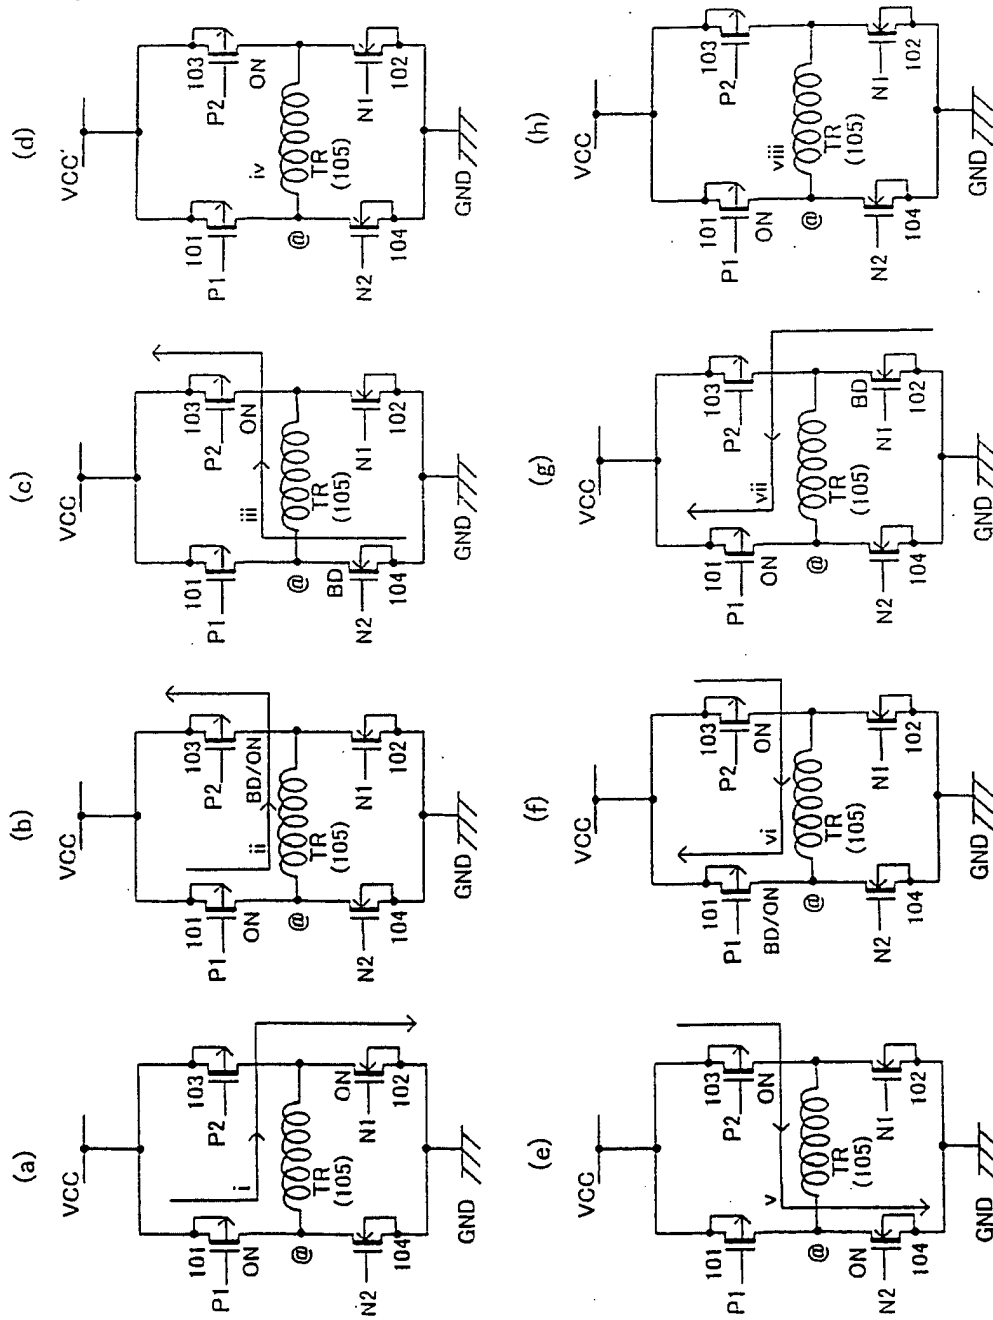 (a)
VCC
101
P1
ON
103
P2
i
@
TR
(105)
ON
N1
102
N2
104
GND
(b)
VCC
101
P1
ON
103
P2
BD/ON
ii
@
TR
(105)
N1
102
N2
104
GND
(c)
VCC
101
P1
103
P2
ON
iii
@
TR
(105)
BD
N1
102
N2
104
GND
(d)
VCC'
101
P1
103
P2
ON
iv
@
TR
(105)
N1
102
N2
104
GND
(e)
VCC
101
P1
103
P2
ON
v
@
TR
(105)
ON
N1
102
N2
104
GND
(f)
VCC
101
P1
BD/ON
103
P2
ON
vi
@
TR
(105)
N1
102
N2
104
GND
(g)
VCC
101
P1
ON
103
P2
vii
@
TR
(105)
BD
N1
102
N2
104
GND
(h)
VCC
101
P1
ON
103
P2
viii
@
TR
(105)
N1
102
N2
104
GND